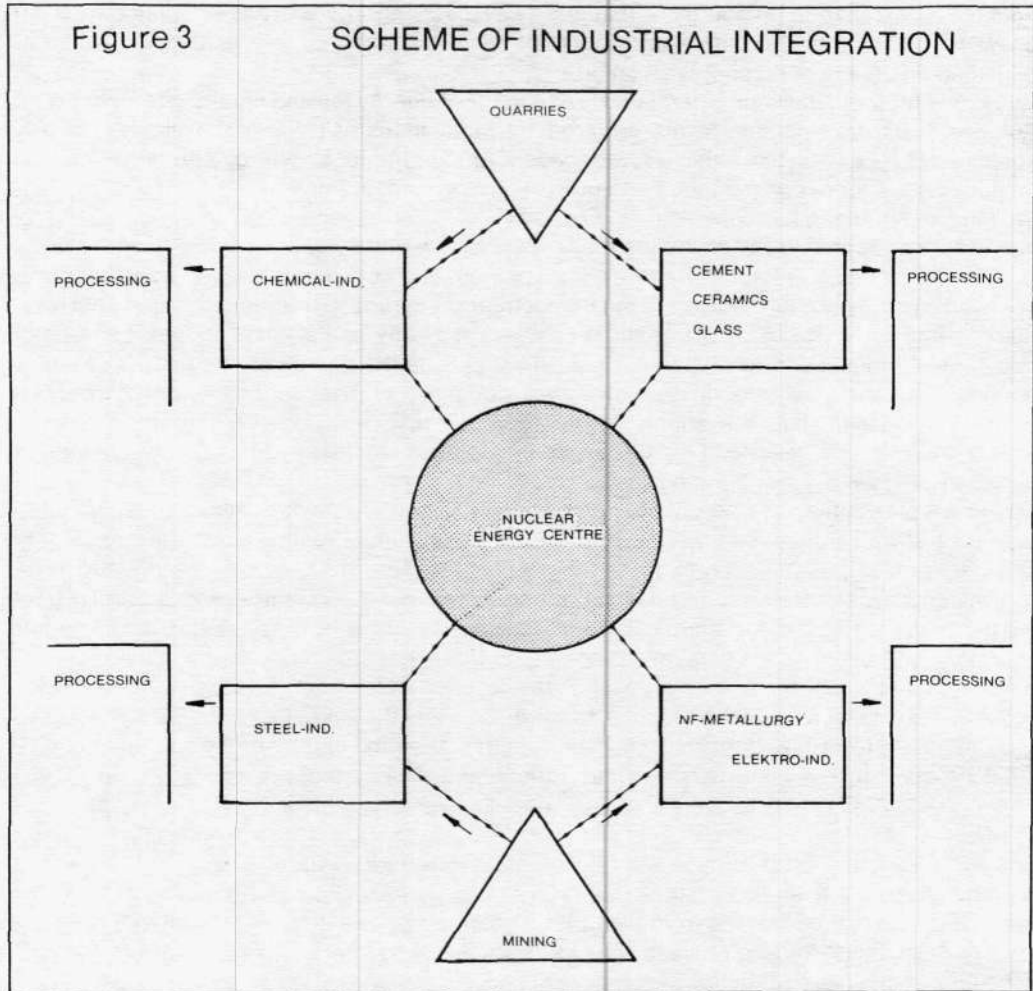 Figure 3 SCHEME OF INDUSTRIAL INTEGRATION
QUARRIES
PROCESSING
CHEMICAL-IND.
CEMENT
CERAMICS
GLASS
PROCESSING
NUCLEAR
ENERGY CENTRE
PROCESSING
STEEL-IND.
NF-METALLURGY
ELEKTRO-IND.
PROCESSING
MINING